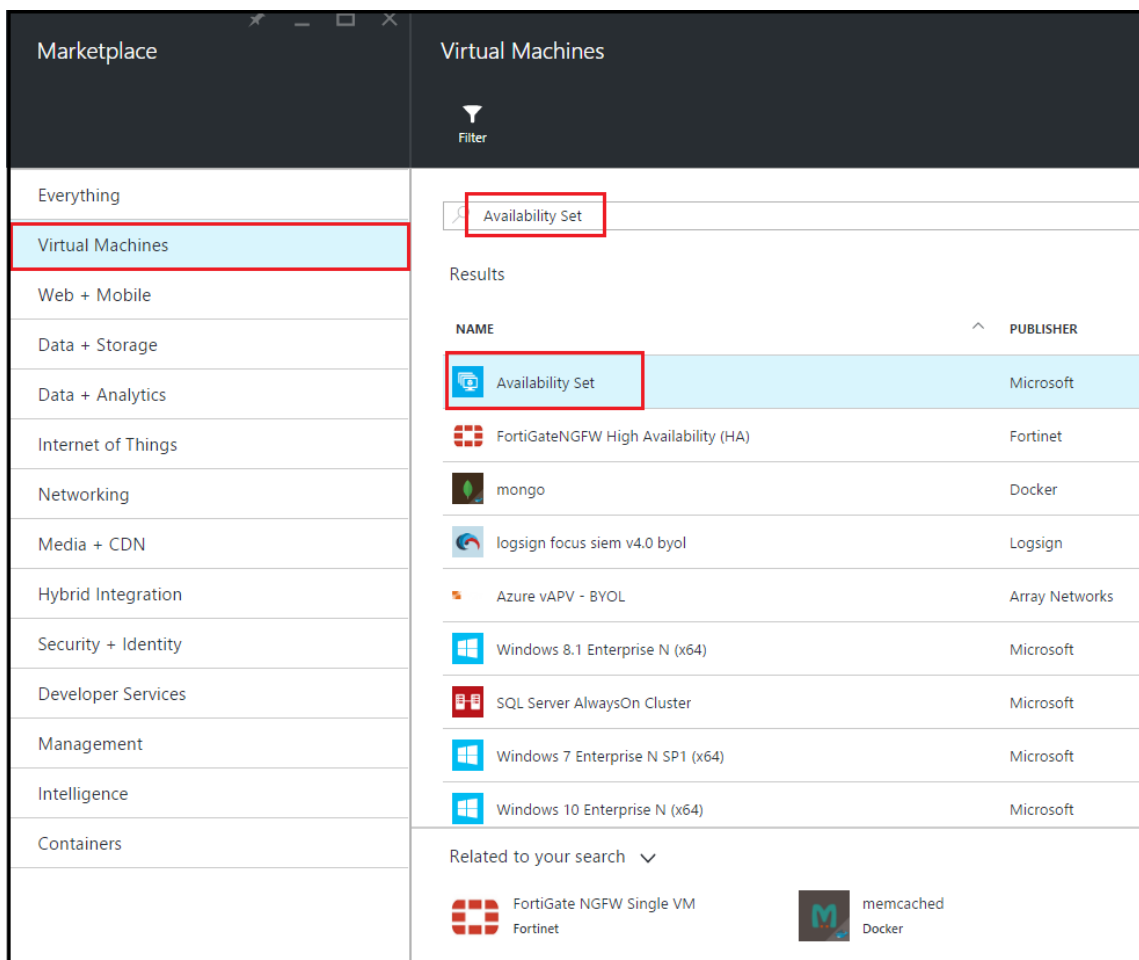 Marketplace
Virtual Machines
Filter
Everything
Virtual Machines
Web + Mobile
Data + Storage
Data + Analytics
Internet of Things
Networking
Media + CDN
Hybrid Integration
Security + Identity
Developer Services
Management
Intelligence
Containers
Availability Set
Results
NAME PUBLISHER
Availability Set Microsoft
FortiGateNGFW High Availability (HA) Fortinet
mongo Docker
logsign focus siem v4.0 byol Logsign
Azure vAPV - BYOL Array Networks
Windows 8.1 Enterprise N (x64) Microsoft
SQL Server AlwaysOn Cluster Microsoft
Windows 7 Enterprise N SP1 (x64) Microsoft
Windows 10 Enterprise N (x64) Microsoft
Related to your search
FortiGate NGFW Single VM
Fortinet
memcached
Docker